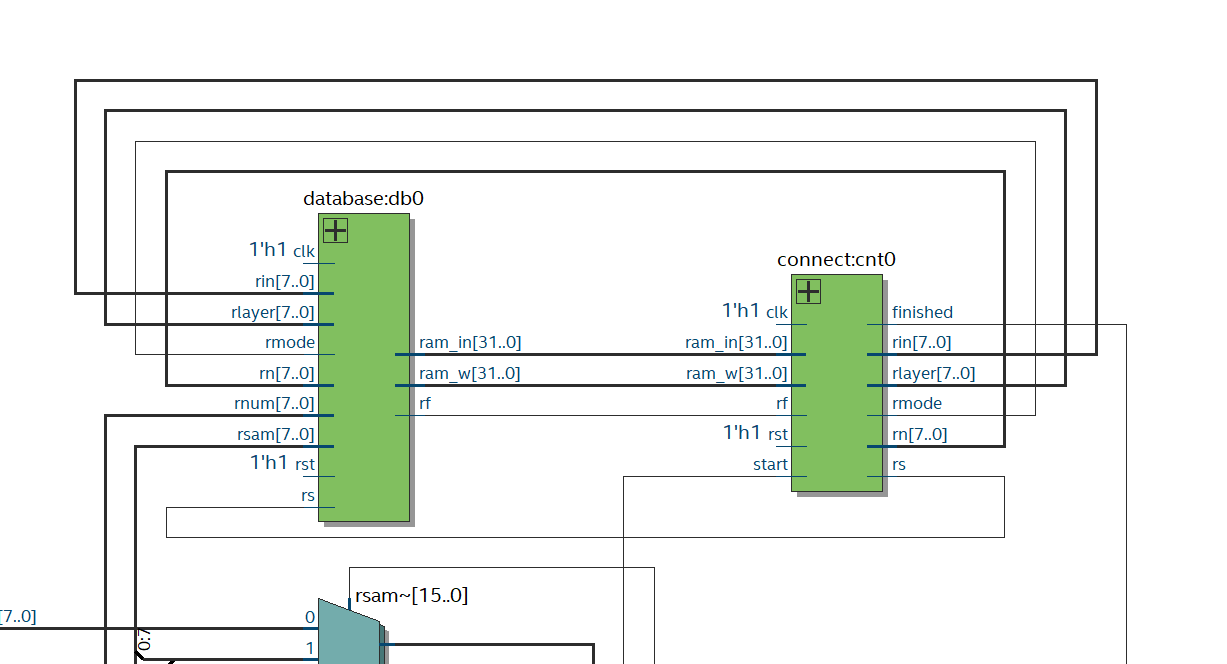 database:db0
1'h1 clk
rin[7..0]
rlayer[7..0]
rmode
rn[7..0]
rnum[7..0]
rsam[7..0]
1'h1 rst
rs
ram_in[31..0]
ram_w[31..0]
rf
connect:cnt0
1'h1 clk
ram_in[31..0]
ram_w[31..0]
rf
1'h1 rst
start
finished
rin[7..0]
rlayer[7..0]
rmode
rn[7..0]
rs
rsam~[15..0]
[7..0]
0
1
0:7